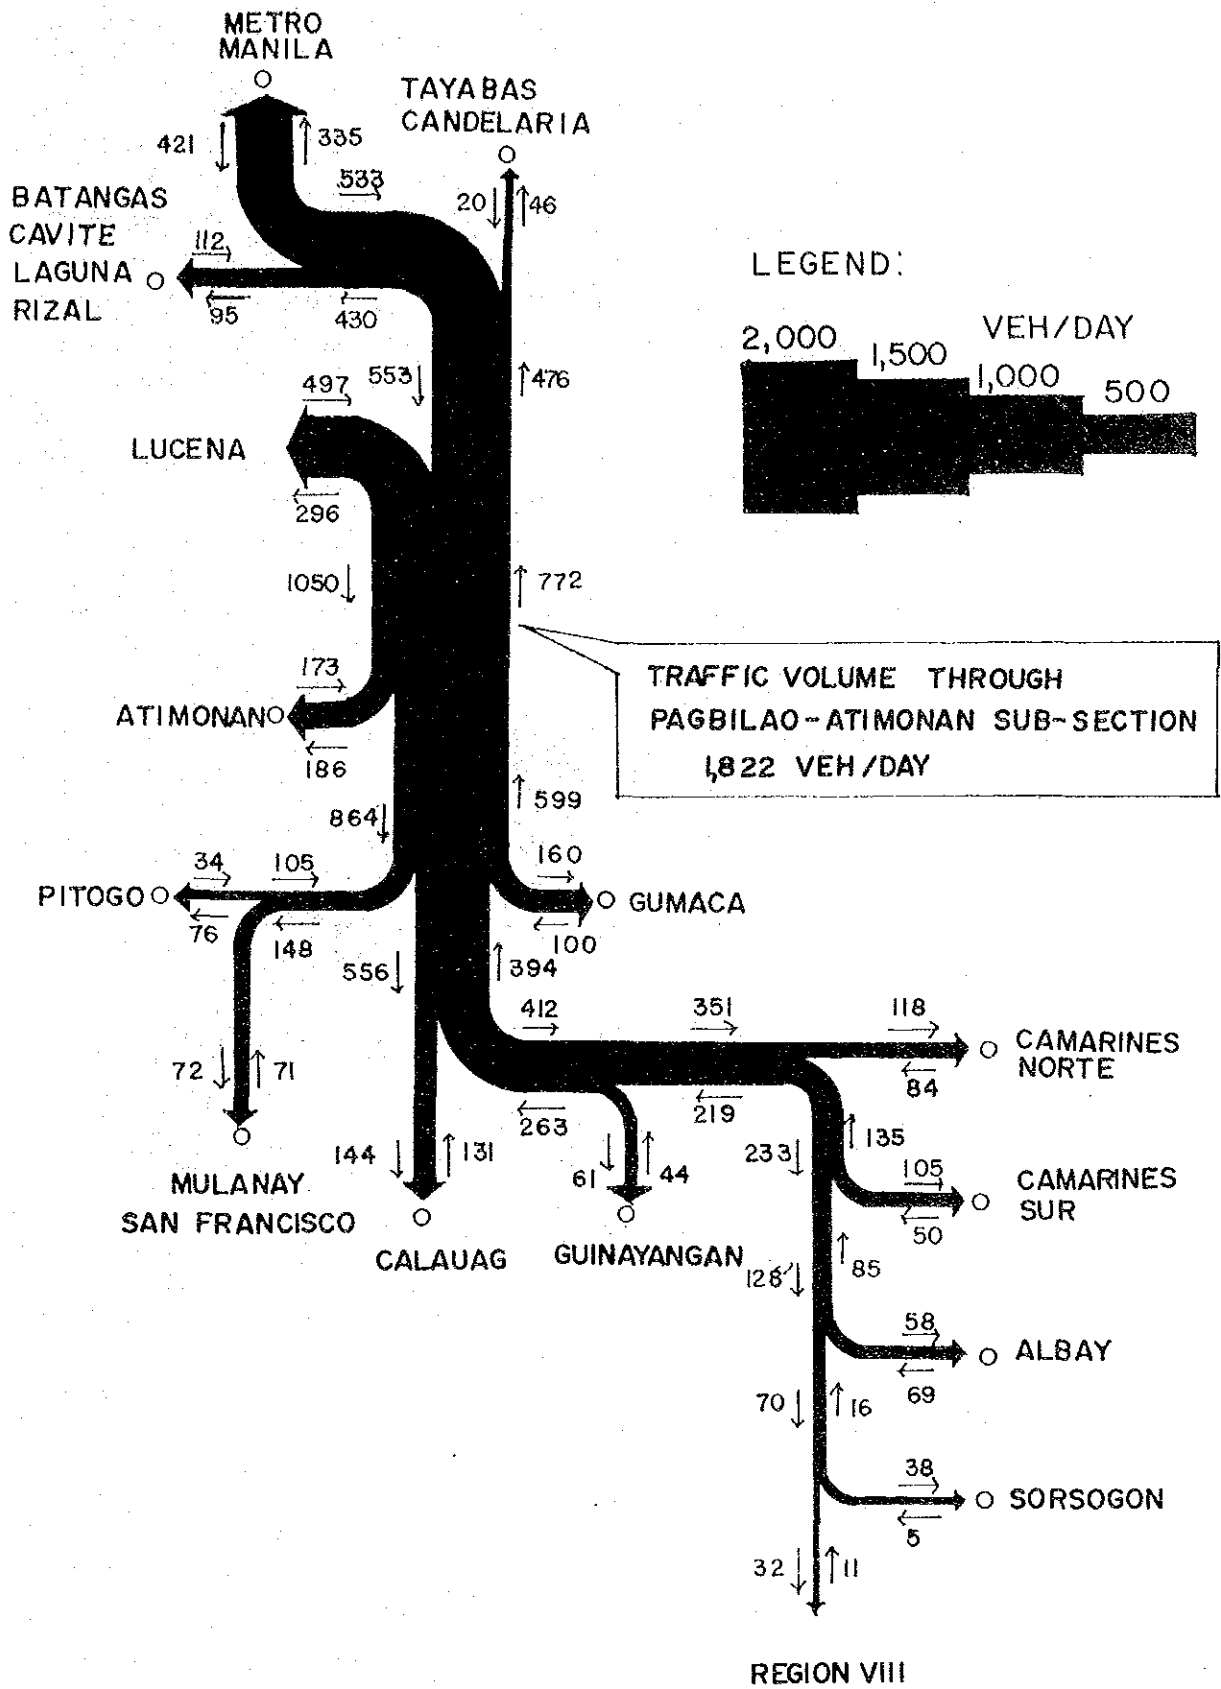 METRO
MANILA
TAYABAS
CANDELARIA
421
335
533
20
46
BATANGAS
CAVITE
LAGUNA
RIZAL
112
95
430
LEGEND:
VEH/DAY
2,000
1,500
1,000
500
553
476
497
LUCENA
296
1050
772
TRAFFIC VOLUME THROUGH
PAGBILAO-ATIMONAN SUB-SECTION
1,822 VEH/DAY
173
ATIMONAN
186
864
599
34
105
160
PITOGO
GUMACA
76
148
100
556
394
412
351
118
CAMARINES
NORTE
72
71
263
219
84
144
131
61
44
233
135
105
CAMARINES
SUR
50
MULANAY
SAN FRANCISCO
CALAUAG
GUINAYANGAN
128
85
58
ALBAY
69
70
16
38
SORSOGON
5
32
11
REGION VIII